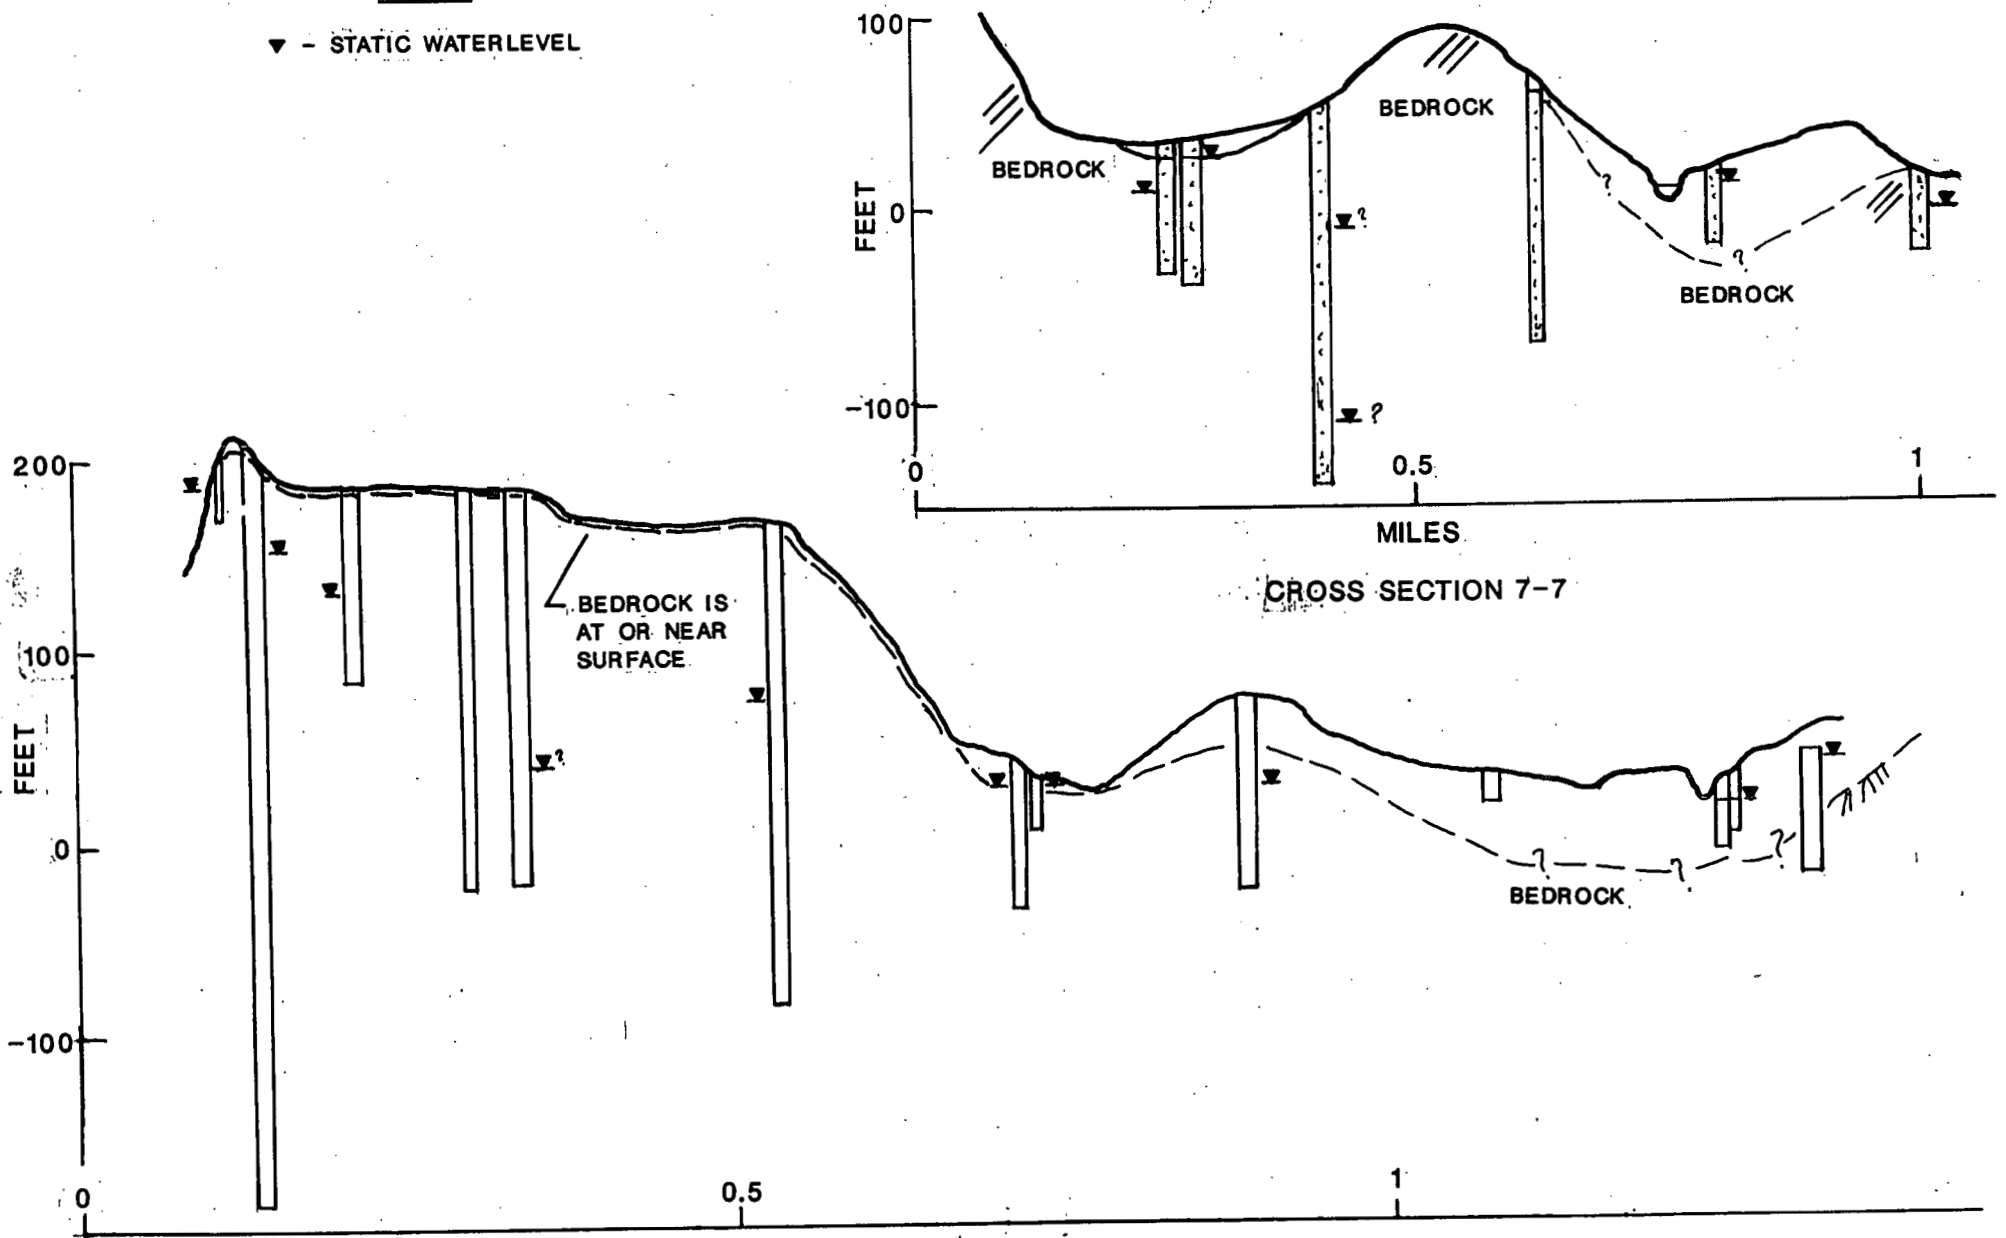 ▼ - STATIC WATERLEVEL
100
BEDROCK
BEDROCK
?
FEET
0
?
?
BEDROCK
-100
?
0
0.5
1
MILES
CROSS SECTION 7-7
200
BEDROCK IS
AT OR NEAR
SURFACE
100
FEET
?
0
?
?
?
BEDROCK
-100
0
0.5
1